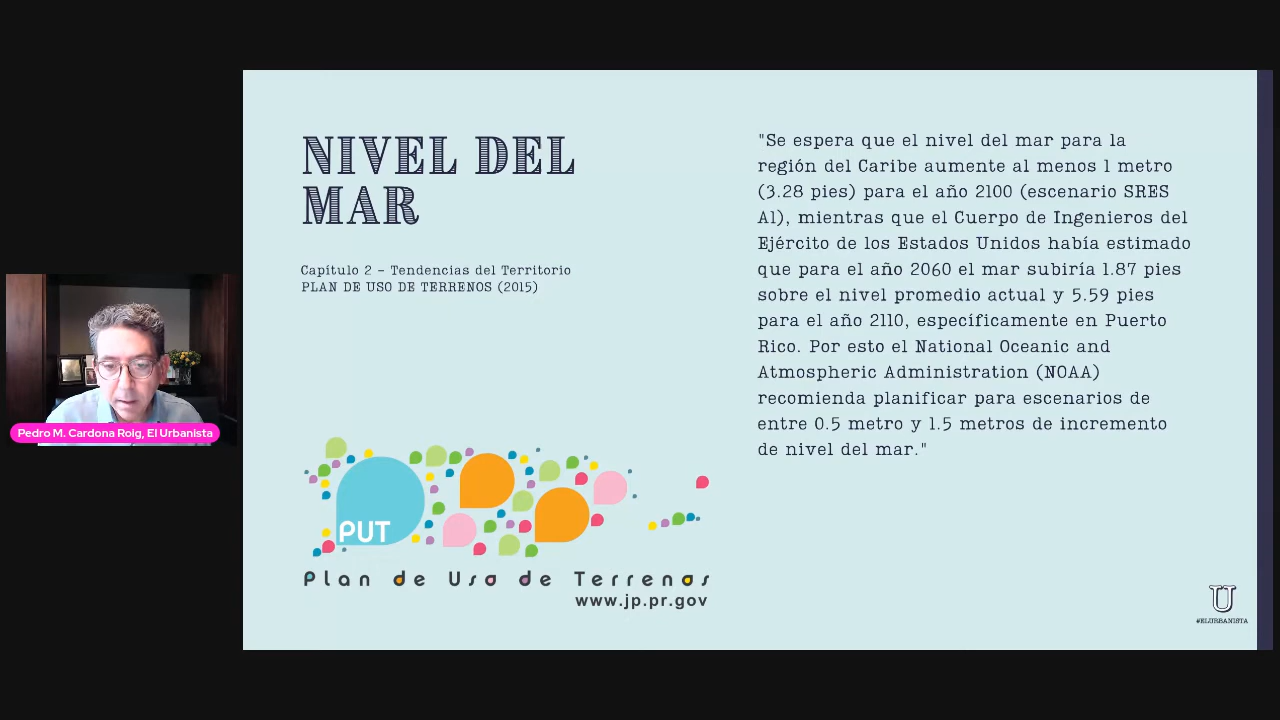 NIVEL DEL
MAR
Capítulo 2 – Tendencias del Territorio
PLAN DE USO DE TERRENOS (2015)
"Se espera que el nivel del mar para la
región del Caribe aumente al menos 1 metro
(3.28 pies) para el año 2100 (escenario SRES
A1), mientras que el Cuerpo de Ingenieros del
Ejército de los Estados Unidos había estimado
que para el año 2060 el mar subiría 1.87 pies
sobre el nivel promedio actual y 5.59 pies
para el año 2110, específicamente en Puerto
Rico. Por esto el National Oceanic and
Atmospheric Administration (NOAA)
recomienda planificar para escenarios de
entre 0.5 metro y 1.5 metros de incremento
de nivel del mar."
Pedro M. Cardona Roig, El Urbanista
PUT
Plan de Uso de Terrenos
www.jp.pr.gov
U
#ELURBANISTA